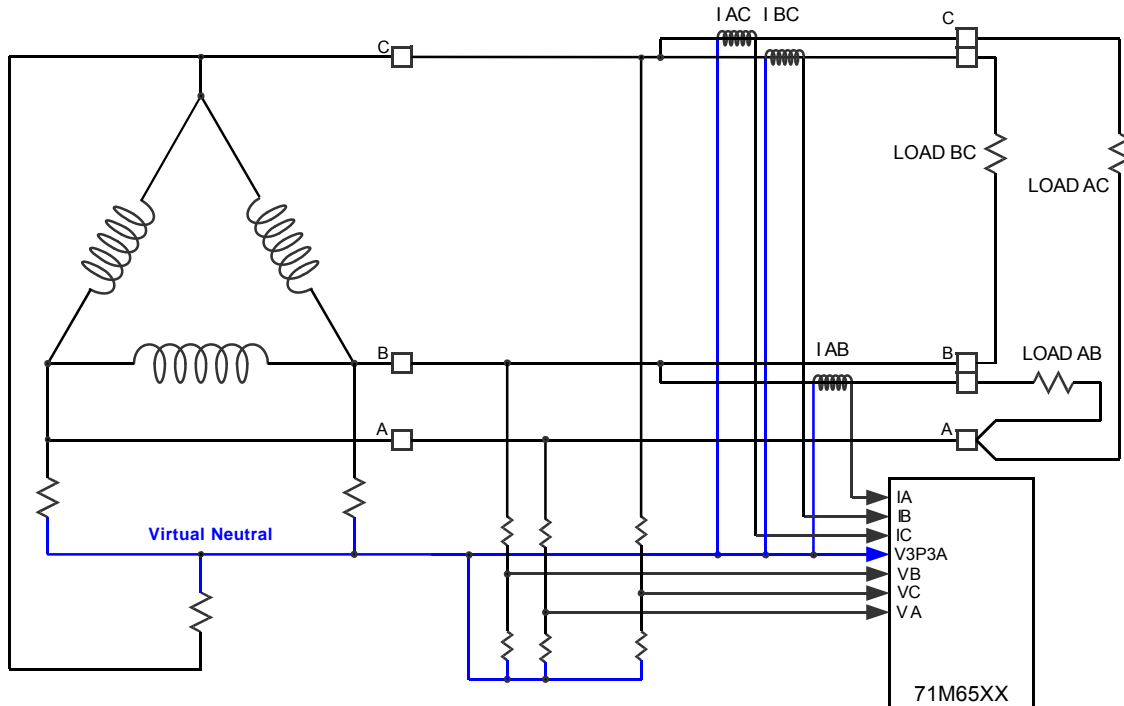 I AC
I BC
C
C
LOAD BC
LOAD AC
B
I AB
B
LOAD AB
A
A
Virtual Neutral
IA
IB
IC
V3P3A
VB
VC
VA
71M65XX